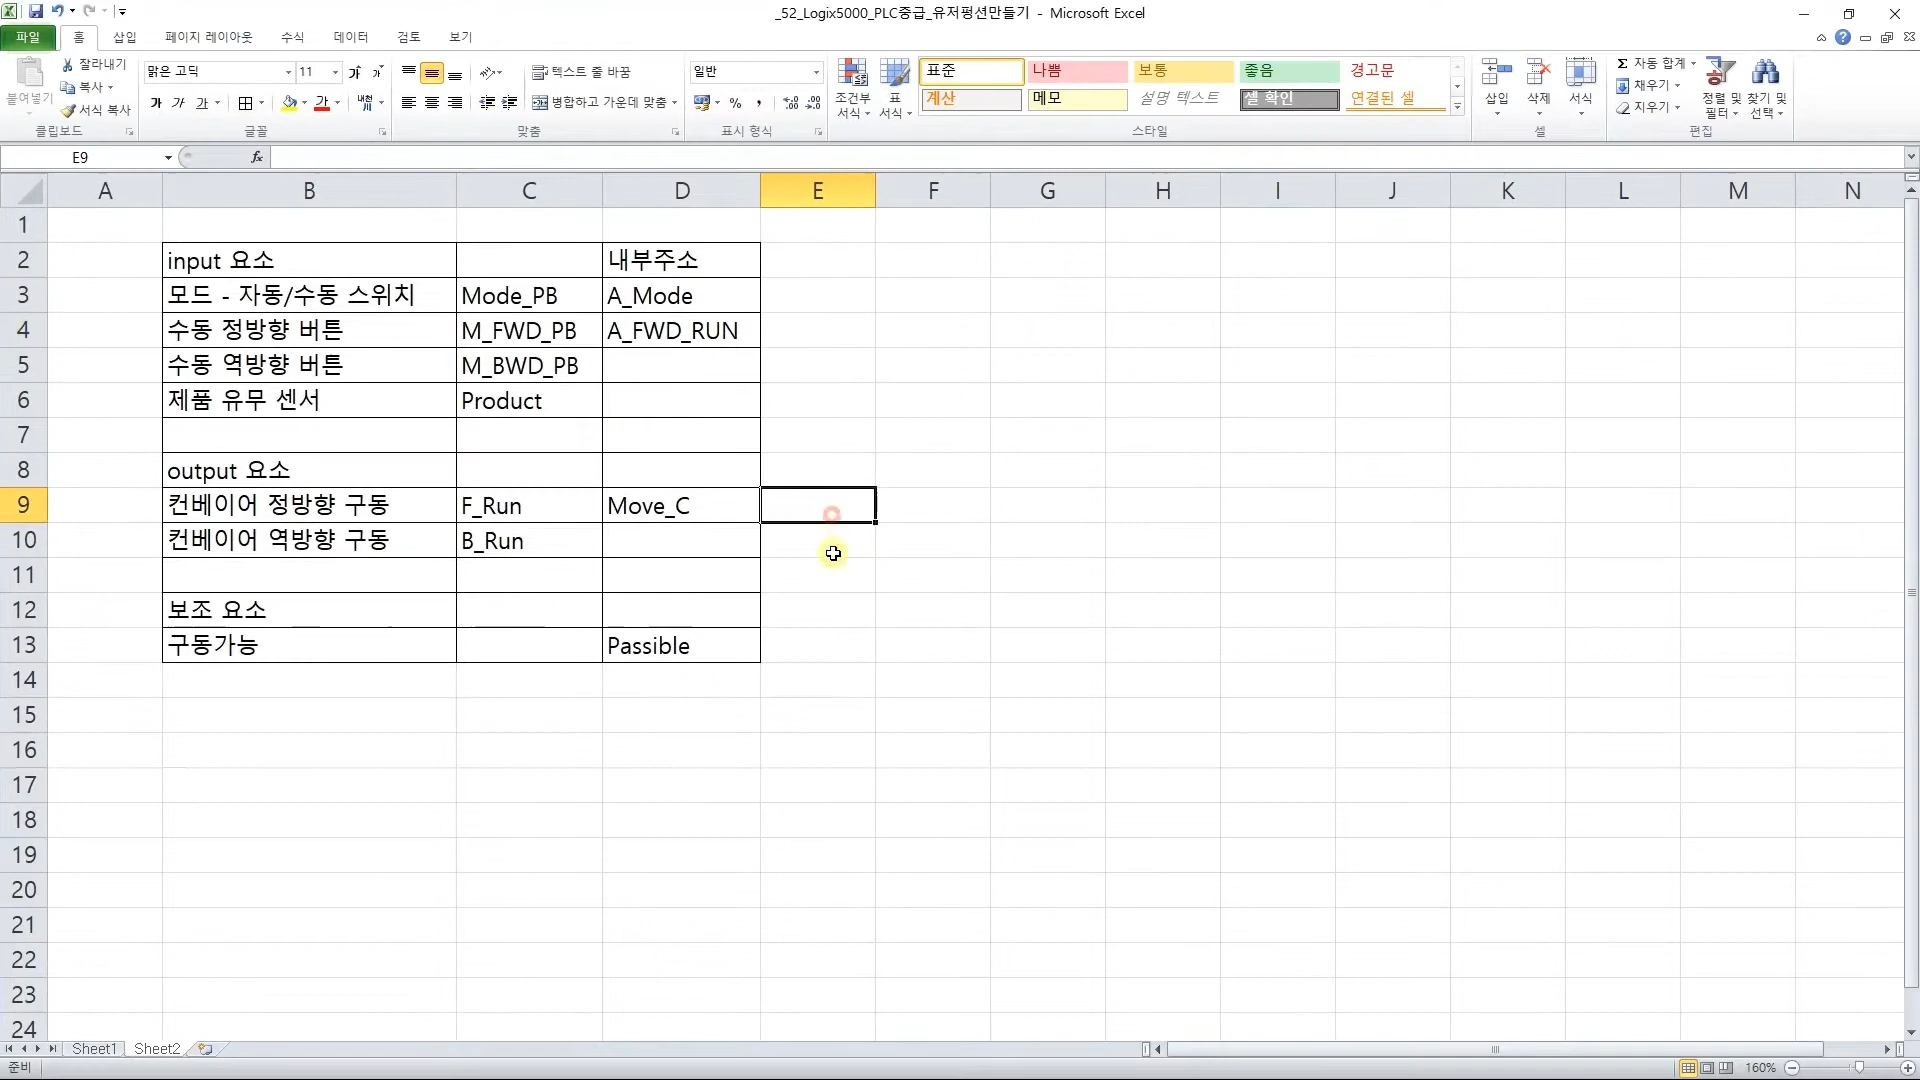 _52_Logix5000_PLC중급_유저펑션만들기 - Microsoft Excel
파일 홈 삽입 페이지 레이아웃 수식 데이터 검토 보기
붙여넣기 잘라내기 복사 서식 복사 클립보드
맑은 고딕 11 가 가 가 가 가 내천 글꼴
텍스트 줄 바꿈 병합하고 가운데 맞춤 맞춤
일반 % , 표시 형식
조건부 서식 표 서식 표준 나쁨 보통 좋음 경고문
계산 메모 설명 텍스트 셀 확인 연결된 셀 스타일
삽입 삭제 서식 셀
Σ 자동 합계 채우기 지우기 정렬 및 필터 찾기 및 선택 편집
E9 fx
A B C D E F G H I J K L M N
1
2 input 요소 내부주소
3 모드 - 자동/수동 스위치 Mode_PB A_Mode
4 수동 정방향 버튼 M_FWD_PB A_FWD_RUN
5 수동 역방향 버튼 M_BWD_PB
6 제품 유무 센서 Product
7
8 output 요소
9 컨베이어 정방향 구동 F_Run Move_C
10 컨베이어 역방향 구동 B_Run
11
12 보조 요소
13 구동가능 Passible
14
15
16
17
18
19
20
21
22
23
24
Sheet1 Sheet2
준비 160%